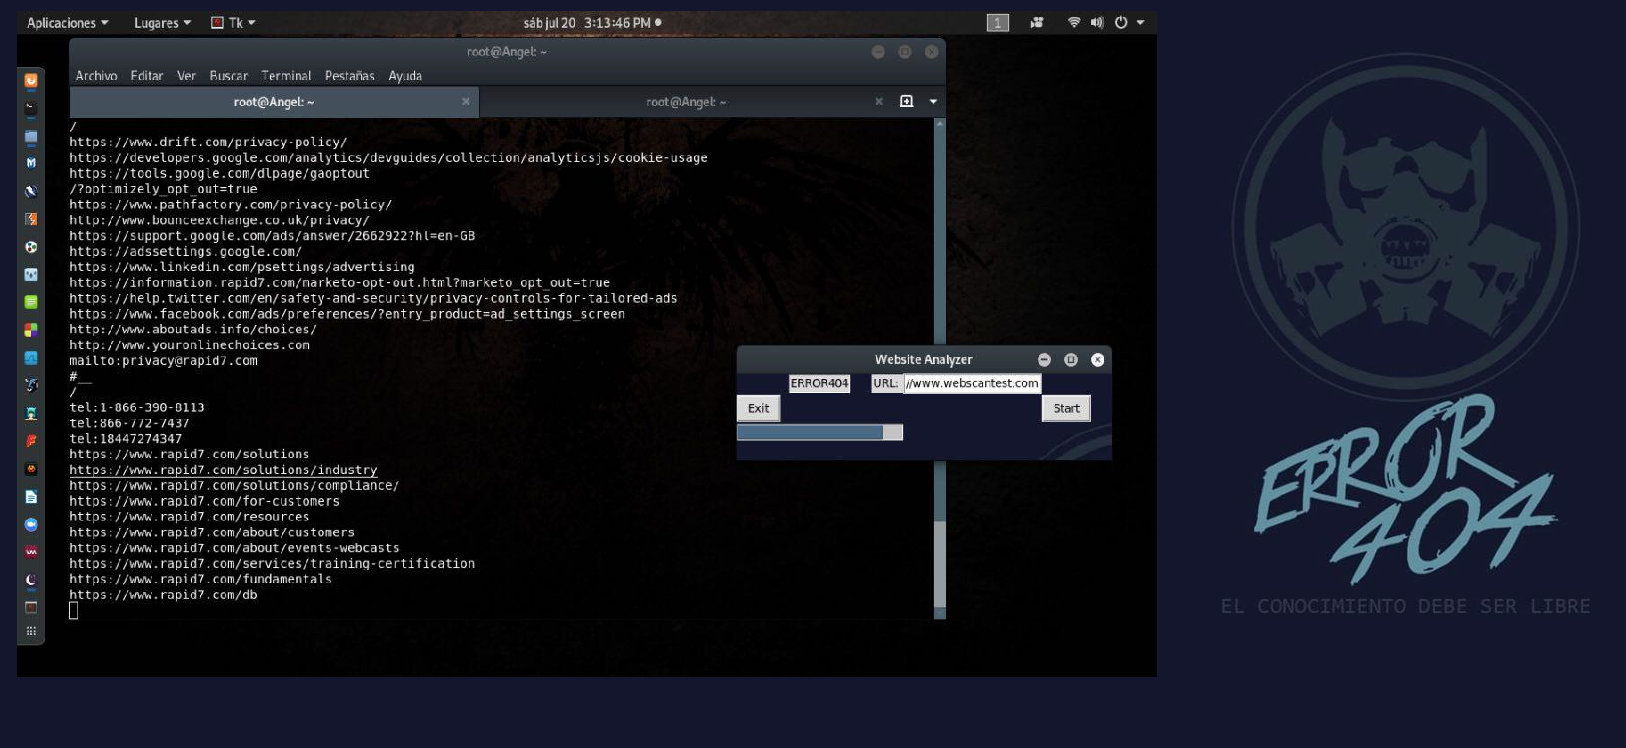 Aplicaciones Lugares Tk sáb jul 20 3:13:46 PM 1
root@Angel: ~
Archivo Editar Ver Buscar Terminal Pestañas Ayuda
root@Angel: ~ root@Angel: ~
/
https://www.drift.com/privacy-policy/
https://developers.google.com/analytics/devguides/collection/analyticsjs/cookie-usage
https://tools.google.com/dlpage/gaoptout
/?optimizely_opt_out=true
https://www.pathfactory.com/privacy-policy/
http://www.bounceexchange.co.uk/privacy/
https://support.google.com/ads/answer/2662922?hl=en-GB
https://adssettings.google.com/
https://www.linkedin.com/psettings/advertising
https://information.rapid7.com/marketo-opt-out.html?marketo_opt_out=true
https://help.twitter.com/en/safety-and-security/privacy-controls-for-tailored-ads
https://www.facebook.com/ads/preferences/?entry_product=ad_settings_screen
http://www.aboutads.info/choices/
http://www.youronlinechoices.com
mailto:privacy@rapid7.com
#__
/
tel:1-866-390-8113
tel:866-772-7437
tel:18447274347
https://www.rapid7.com/solutions
https://www.rapid7.com/solutions/industry
https://www.rapid7.com/solutions/compliance/
https://www.rapid7.com/for-customers
https://www.rapid7.com/resources
https://www.rapid7.com/about/customers
https://www.rapid7.com/about/events-webcasts
https://www.rapid7.com/services/training-certification
https://www.rapid7.com/fundamentals
https://www.rapid7.com/db
Website Analyzer
ERROR404 URL: //www.webscantest.com
Exit Start
ERROR
404
EL CONOCIMIENTO DEBE SER LIBRE